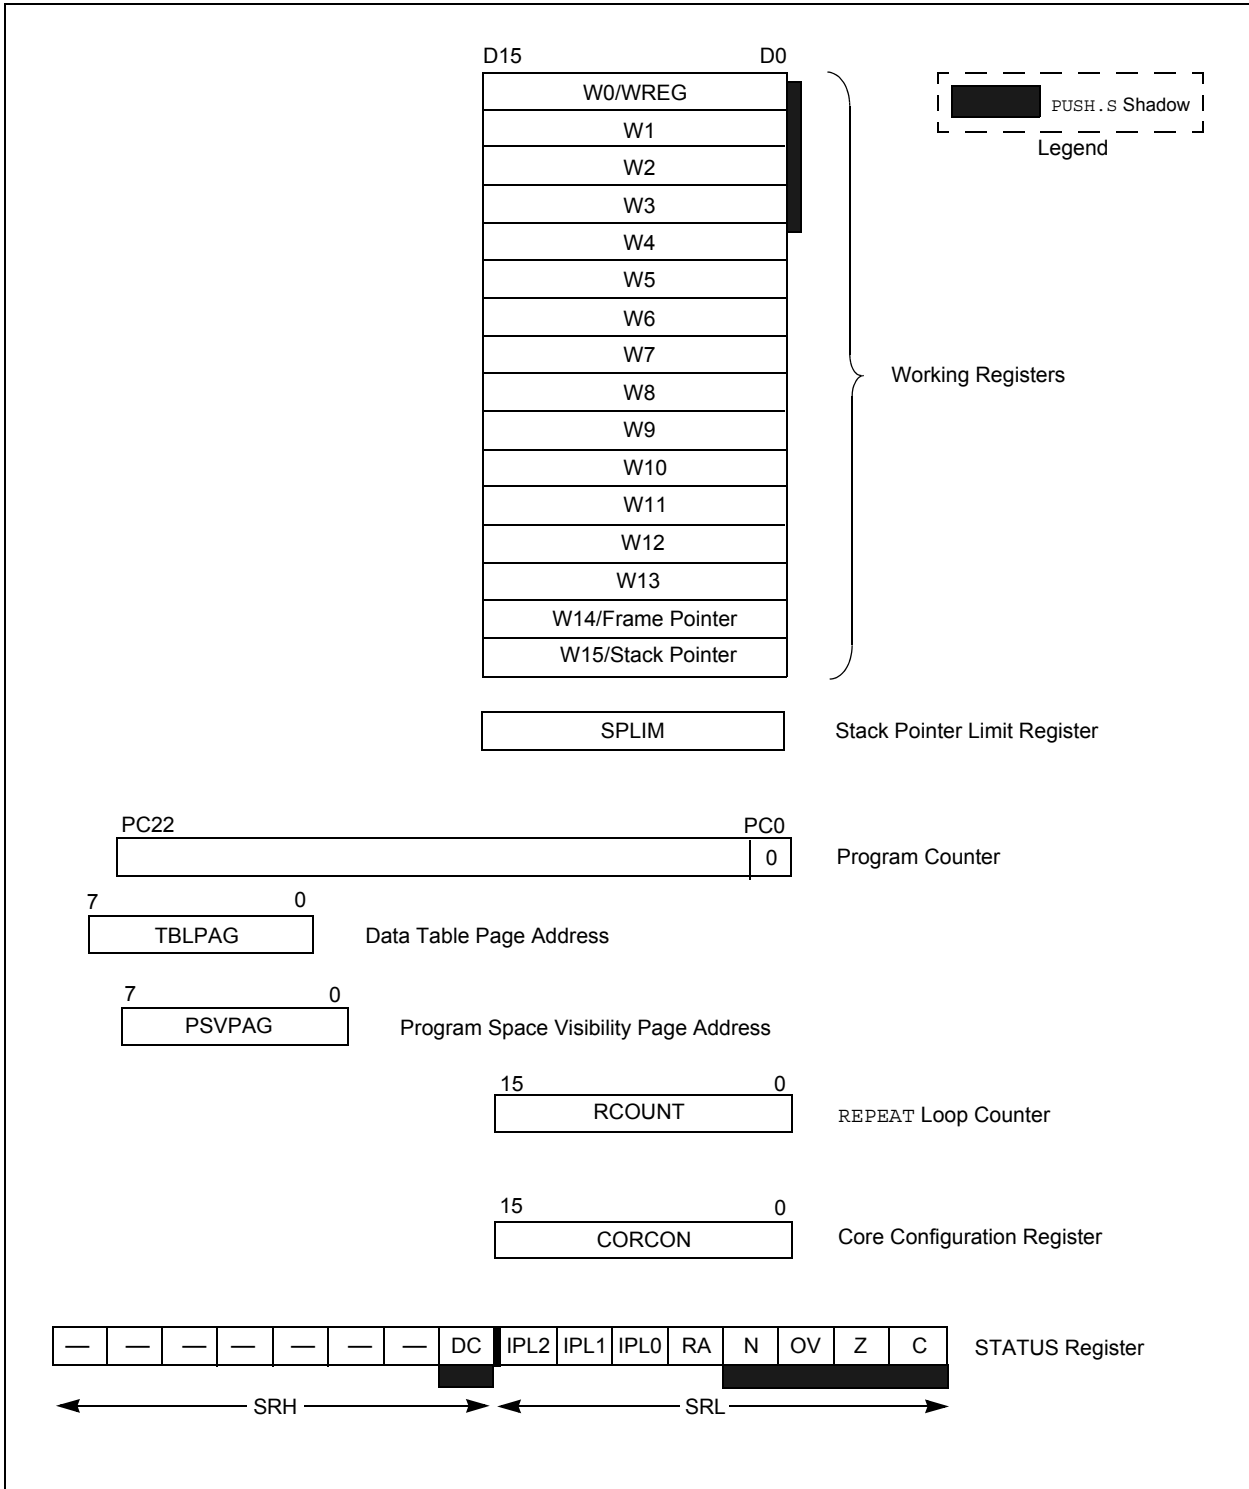 D15 D0
PUSH.S Shadow
Legend
W0/WREG
W1
W2
W3
W4
W5
W6
W7
W8
W9
W10
W11
W12
W13
W14/Frame Pointer
W15/Stack Pointer
Working Registers
SPLIM Stack Pointer Limit Register
PC22 PC0
0 Program Counter
7 0
TBLPAG Data Table Page Address
7 0
PSVPAG Program Space Visibility Page Address
15 0
RCOUNT REPEAT Loop Counter
15 0
CORCON Core Configuration Register
— — — — — — — DC IPL2 IPL1 IPL0 RA N OV Z C STATUS Register
SRH SRL